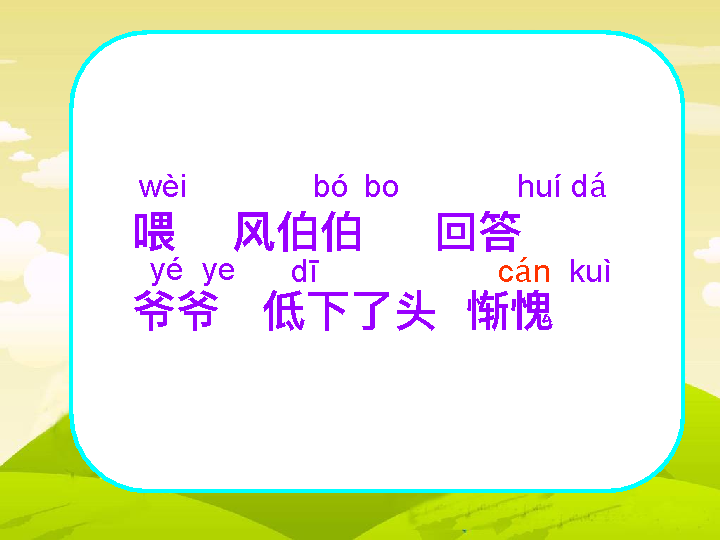 wèi bó bo huí dá
喂 风伯伯 回答
yé ye dī cán kuì
爷爷 低下了头 惭愧